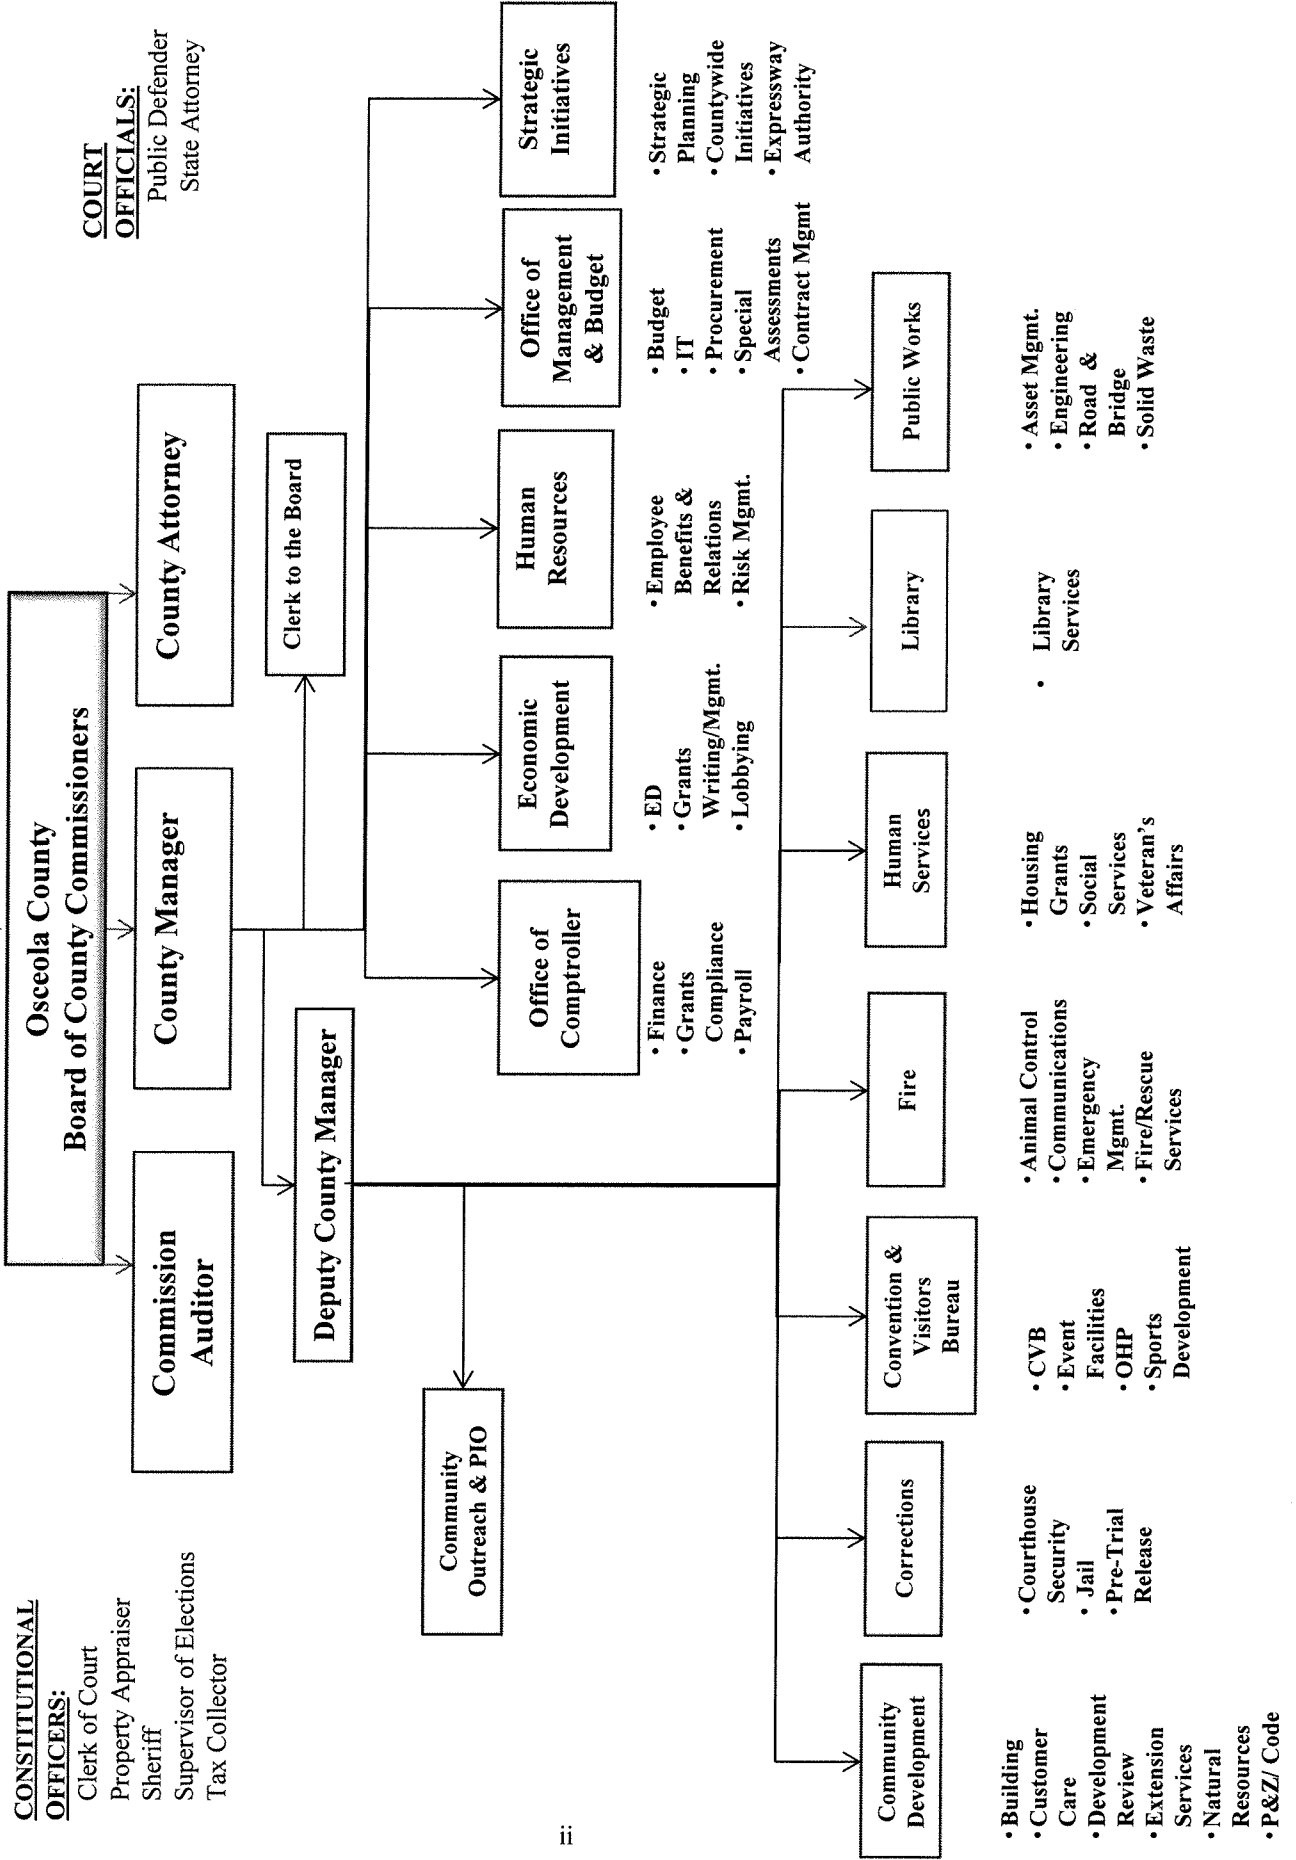 CONSTITUTIONAL
OFFICERS:
Clerk of Court
Property Appraiser
Sheriff
Supervisor of Elections
Tax Collector
Osceola County
Board of County Commissioners
COURT
OFFICIALS:
Public Defender
State Attorney
Commission
Auditor
County Manager
County Attorney
Deputy County Manager
Clerk to the Board
Community
Outreach & PIO
Office of
Comptroller
• Finance
• Grants
Compliance
• Payroll
Economic
Development
• ED
• Grants
Writing/Mgmt.
• Lobbying
Human
Resources
• Employee
Benefits &
Relations
• Risk Mgmt.
Office of
Management
& Budget
• Budget
• IT
• Procurement
• Special
Assessments
• Contract Mgmt
Strategic
Initiatives
• Strategic
Planning
• Countywide
Initiatives
• Expressway
Authority
Community
Development
• Building
• Customer
Care
• Development
Review
• Extension
Services
• Natural
Resources
• P&Z/ Code
Corrections
• Courthouse
Security
• Jail
• Pre-Trial
Release
Convention &
Visitors
Bureau
• CVB
• Event
Facilities
• OHP
• Sports
Development
Fire
• Animal Control
• Communications
• Emergency
Mgmt.
• Fire/Rescue
Services
Human
Services
• Housing
Grants
• Social
Services
• Veteran's
Affairs
Library
• Library
Services
Public Works
• Asset Mgmt.
• Engineering
• Road &
Bridge
• Solid Waste
ii